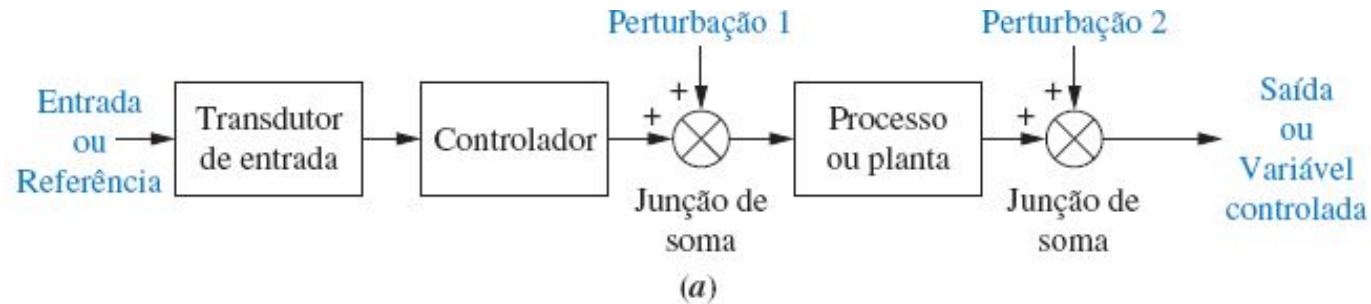 Perturbação 1
Perturbação 2
Entrada
ou
Referência
Transdutor
de entrada
Controlador
+
+
Junção de
soma
Processo
ou planta
+
+
Junção de
soma
Saída
ou
Variável
controlada
(a)